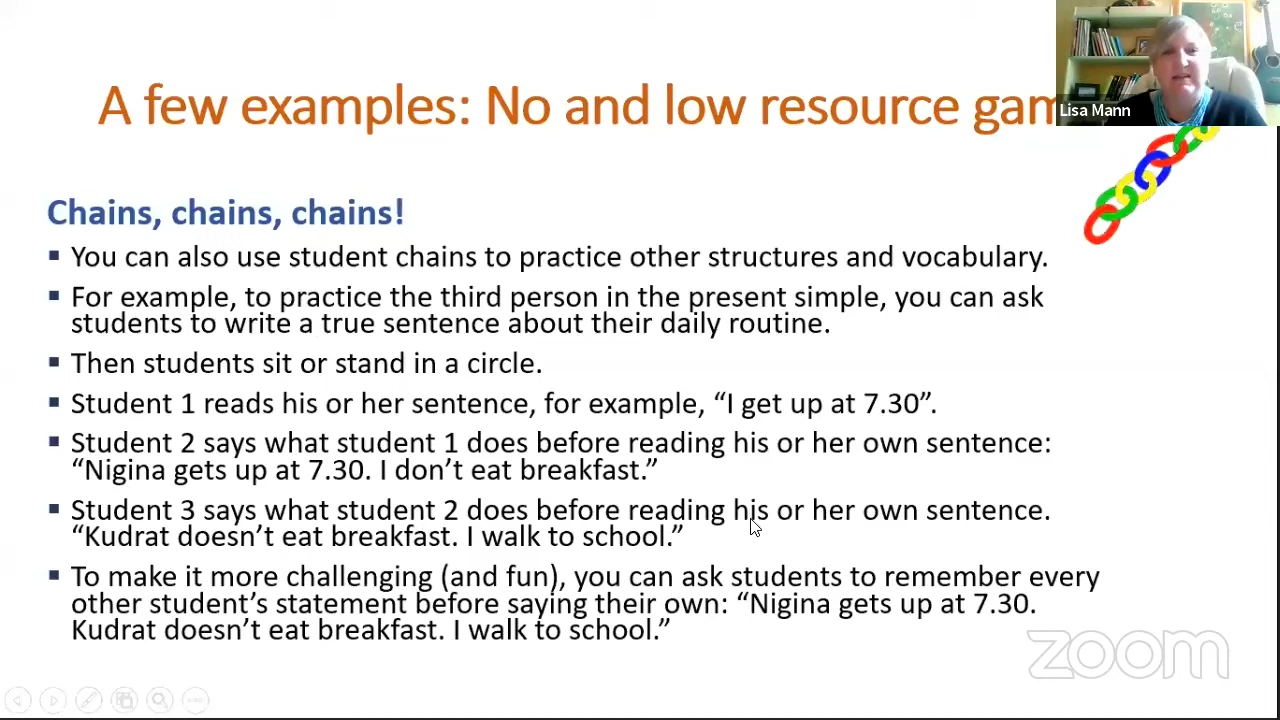 A few examples: No and low resource gam
Lisa Mann
Chains, chains, chains!
▪ You can also use student chains to practice other structures and vocabulary.
▪ For example, to practice the third person in the present simple, you can ask
students to write a true sentence about their daily routine.
▪ Then students sit or stand in a circle.
▪ Student 1 reads his or her sentence, for example, “I get up at 7.30”.
▪ Student 2 says what student 1 does before reading his or her own sentence:
“Nigina gets up at 7.30. I don’t eat breakfast.”
▪ Student 3 says what student 2 does before reading his or her own sentence.
“Kudrat doesn’t eat breakfast. I walk to school.”
▪ To make it more challenging (and fun), you can ask students to remember every
other student’s statement before saying their own: “Nigina gets up at 7.30.
Kudrat doesn’t eat breakfast. I walk to school.”
zoom